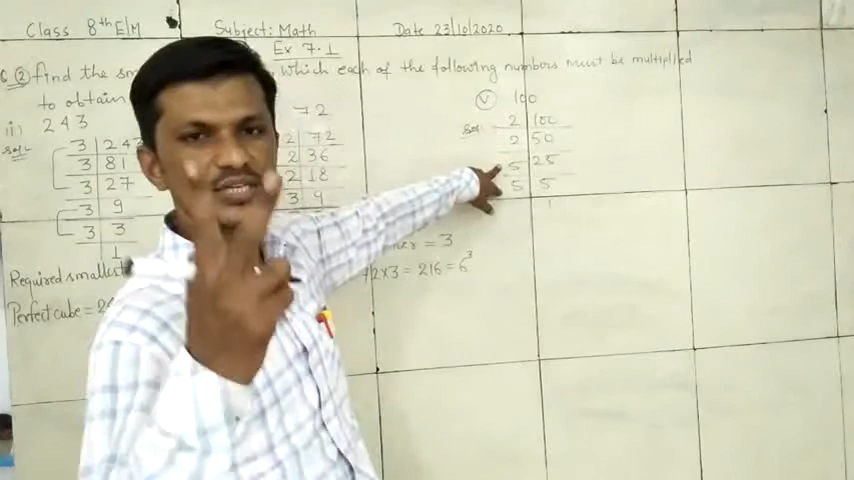 Class 8th E/M Subject: Math Date 23/10/2020
Ex 7.1
Q ② find the sm which each of the following numbers must be multiplied
to obtain
ii) 243
Sol:
3 | 243
3 | 81
3 | 27
3 | 9
3 | 3
1
Required smallest
Perfect cube = 2
72
2 | 72
2 | 36
2 | 18
3 | 9
= 3
72x3 = 216 = 6³
Ⓥ 100
Sol:
2 | 100
2 | 50
5 | 25
5 | 5
1